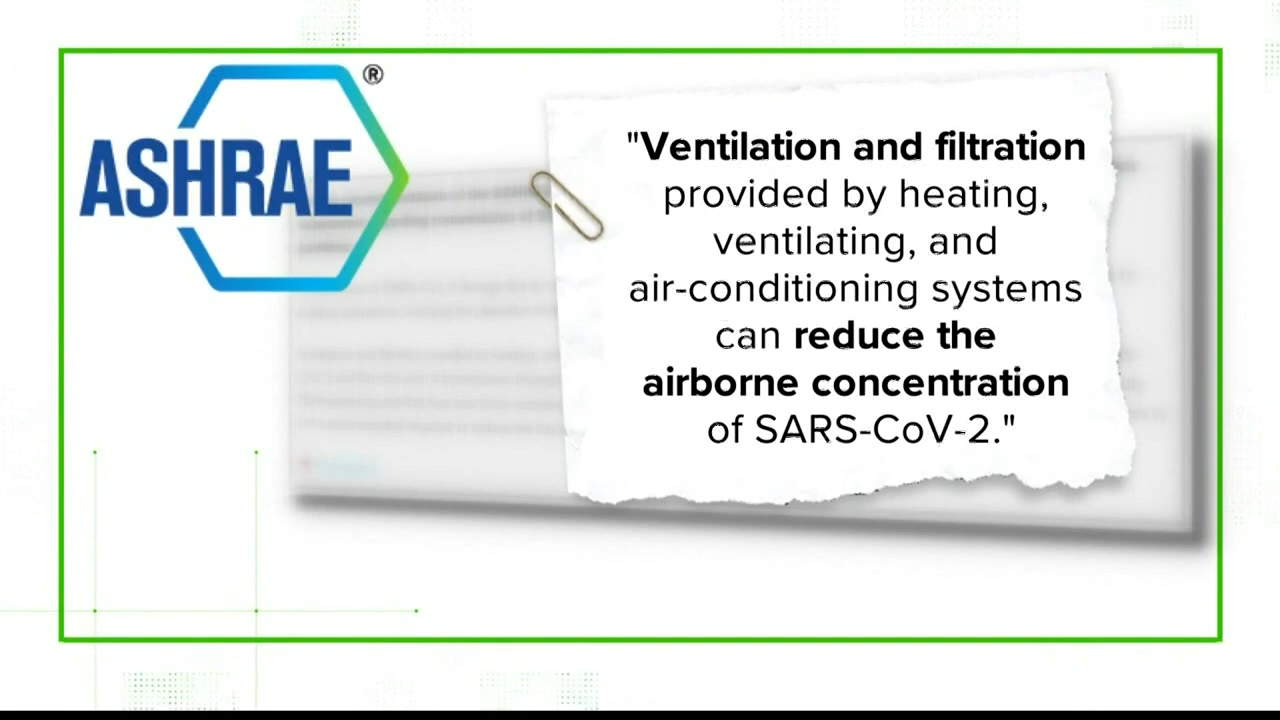 ASHRAE®
"Ventilation and filtration
provided by heating,
ventilating, and
air-conditioning systems
can reduce the
airborne concentration
of SARS-CoV-2."